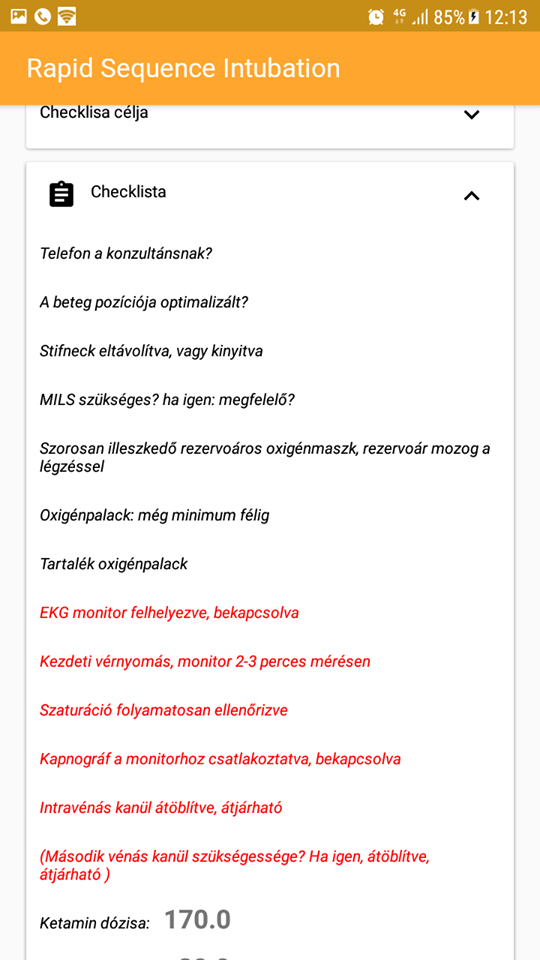 4G 85% 12:13
Rapid Sequence Intubation
Checklisa célja
Checklista
Telefon a konzultánsnak?
A beteg pozíciója optimalizált?
Stifneck eltávolítva, vagy kinyitva
MILS szükséges? ha igen: megfelelő?
Szorosan illeszkedő rezervoáros oxigénmaszk, rezervoár mozog a
légzéssel
Oxigénpalack: még minimum félig
Tartalék oxigénpalack
EKG monitor felhelyezve, bekapcsolva
Kezdeti vérnyomás, monitor 2-3 perces mérésen
Szaturáció folyamatosan ellenőrizve
Kapnográf a monitorhoz csatlakoztatva, bekapcsolva
Intravénás kanül átöblítve, átjárható
(Második vénás kanül szükségessége? Ha igen, átöblítve,
átjárható )
Ketamin dózisa: 170.0